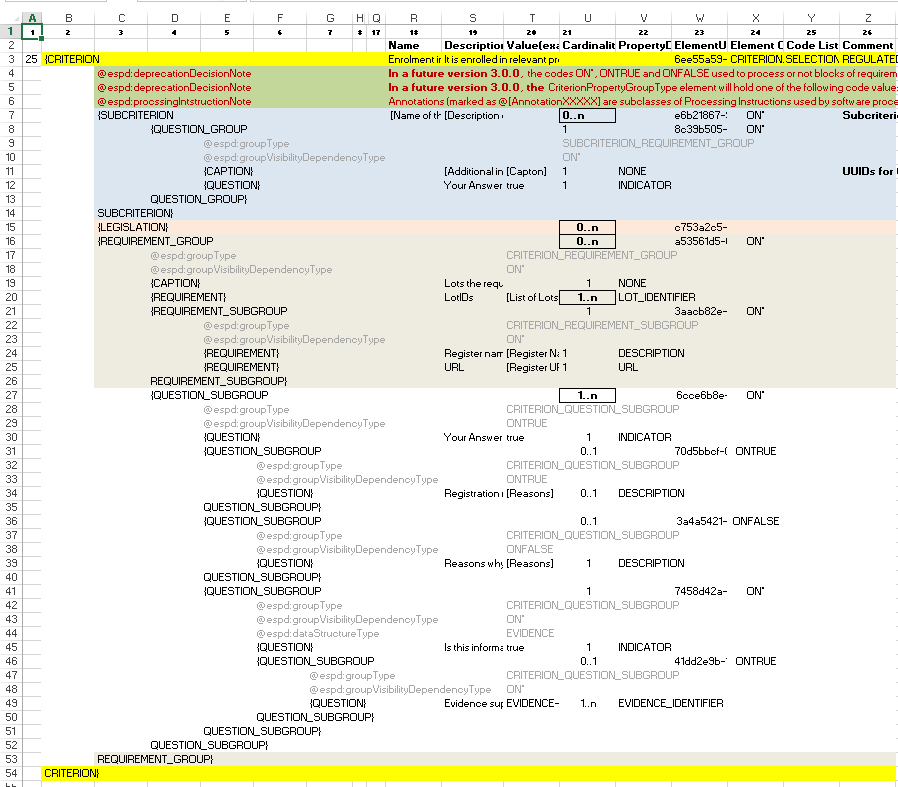 A B C D E F G H Q R S T U V W X Y Z
1 1 2 3 4 5 6 7 8 17 18 19 20 21 22 23 24 25 26
2 Name Description Value(exa Cardinalit PropertyD ElementU Element C Code List Comment
3 25 {CRITERION Enrolment in It is enrolled in relevant pro 6ee55a59- CRITERION.SELECTION REGULATED
4 @espd:deprecationDecisionNote In a future version 3.0.0, the codes ON*, ONTRUE and ONFALSE used to process or not blocks of requirem
5 @espd:deprecationDecisionNote In a future version 3.0.0, the CriterionPropertyGroupType element will hold one of the following code value
6 @espd:procssingIntstructionNote Annotations (marked as @[AnnotationXXXXX] are subclasses of Processing Instructions used by software proce
7 {SUBCRITERION [Name of th [Description 0..n e6b21867- ON* Subcriteri
8 {QUESTION_GROUP 1 8c39b505- ON*
9 @espd:groupType SUBCRITERION_REQUIREMENT_GROUP
10 @espd:groupVisibilityDependencyType ON*
11 {CAPTION} [Additional in [Capton] 1 NONE UUIDs for
12 {QUESTION} Your Answer true 1 INDICATOR
13 QUESTION_GROUP}
14 SUBCRITERION}
15 {LEGISLATION} 0..n c753a2c5-
16 {REQUIREMENT_GROUP 0..n a53561d5- ON*
17 @espd:groupType CRITERION_REQUIREMENT_GROUP
18 @espd:groupVisibilityDependencyType ON*
19 {CAPTION} Lots the requ 1 NONE
20 {REQUIREMENT} LotIDs [List of Lots 1..n LOT_IDENTIFIER
21 {REQUIREMENT_SUBGROUP 1 3aacb82e- ON*
22 @espd:groupType CRITERION_REQUIREMENT_SUBGROUP
23 @espd:groupVisibilityDependencyType ON*
24 {REQUIREMENT} Register nam [Register Na 1 DESCRIPTION
25 {REQUIREMENT} URL [Register UR 1 URL
26 REQUIREMENT_SUBGROUP}
27 {QUESTION_SUBGROUP 1..n 6cce6b8e- ON*
28 @espd:groupType CRITERION_QUESTION_SUBGROUP
29 @espd:groupVisibilityDependencyType ONTRUE
30 {QUESTION} Your Answer true 1 INDICATOR
31 {QUESTION_SUBGROUP 0..1 70d5bbcf- ONTRUE
32 @espd:groupType CRITERION_QUESTION_SUBGROUP
33 @espd:groupVisibilityDependencyType ONTRUE
34 {QUESTION} Registration [Reasons] 0..1 DESCRIPTION
35 QUESTION_SUBGROUP}
36 {QUESTION_SUBGROUP 0..1 3a4a5421- ONFALSE
37 @espd:groupType CRITERION_QUESTION_SUBGROUP
38 @espd:groupVisibilityDependencyType ONFALSE
39 {QUESTION} Reasons why [Reasons] 1 DESCRIPTION
40 QUESTION_SUBGROUP}
41 {QUESTION_SUBGROUP 1 7458d42a- ON*
42 @espd:groupType CRITERION_QUESTION_SUBGROUP
43 @espd:groupVisibilityDependencyType ON*
44 @espd:dataStructureType EVIDENCE
45 {QUESTION} Is this informa true 1 INDICATOR
46 {QUESTION_SUBGROUP 0..1 41dd2e9b- ONTRUE
47 @espd:groupType CRITERION_QUESTION_SUBGROUP
48 @espd:groupVisibilityDependencyType ON*
49 {QUESTION} Evidence sup EVIDENCE- 1..n EVIDENCE_IDENTIFIER
50 QUESTION_SUBGROUP}
51 QUESTION_SUBGROUP}
52 QUESTION_SUBGROUP}
53 REQUIREMENT_GROUP}
54 CRITERION}